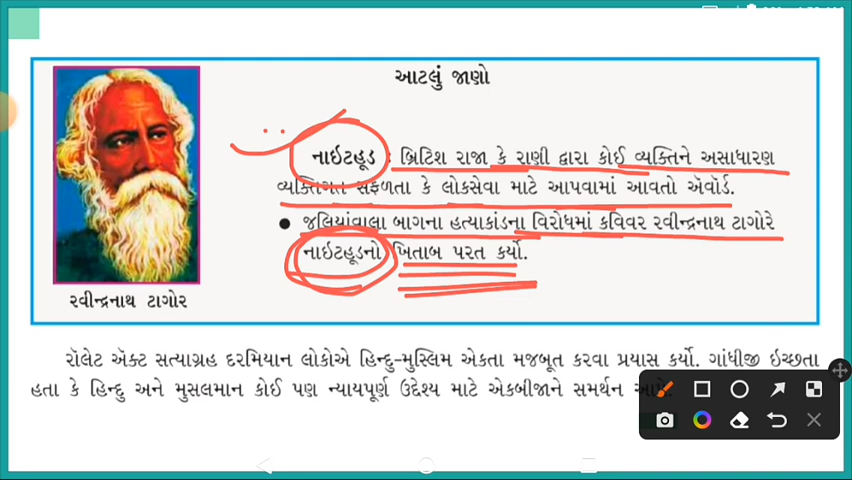 આટલું જાણો
નાઇટહૂડ : બ્રિટિશ રાજા કે રાણી દ્વારા કોઈ વ્યક્તિને અસાધારણ
વ્યક્તિગત સફળતા કે લોકસેવા માટે આપવામાં આવતો ઍવૉર્ડ.
● જલિયાંવાલા બાગના હત્યાકાંડના વિરોધમાં કવિવર રવીન્દ્રનાથ ટાગોરે
નાઇટહૂડનો ખિતાબ પરત કર્યો.
રવીન્દ્રનાથ ટાગોર
રૉલેટ ઍક્ટ સત્યાગ્રહ દરમિયાન લોકોએ હિન્દુ-મુસ્લિમ એકતા મજબૂત કરવા પ્રયાસ કર્યો. ગાંધીજી ઇચ્છતા
હતા કે હિન્દુ અને મુસલમાન કોઈ પણ ન્યાયપૂર્ણ ઉદ્દેશ્ય માટે એકબીજાને સમર્થન